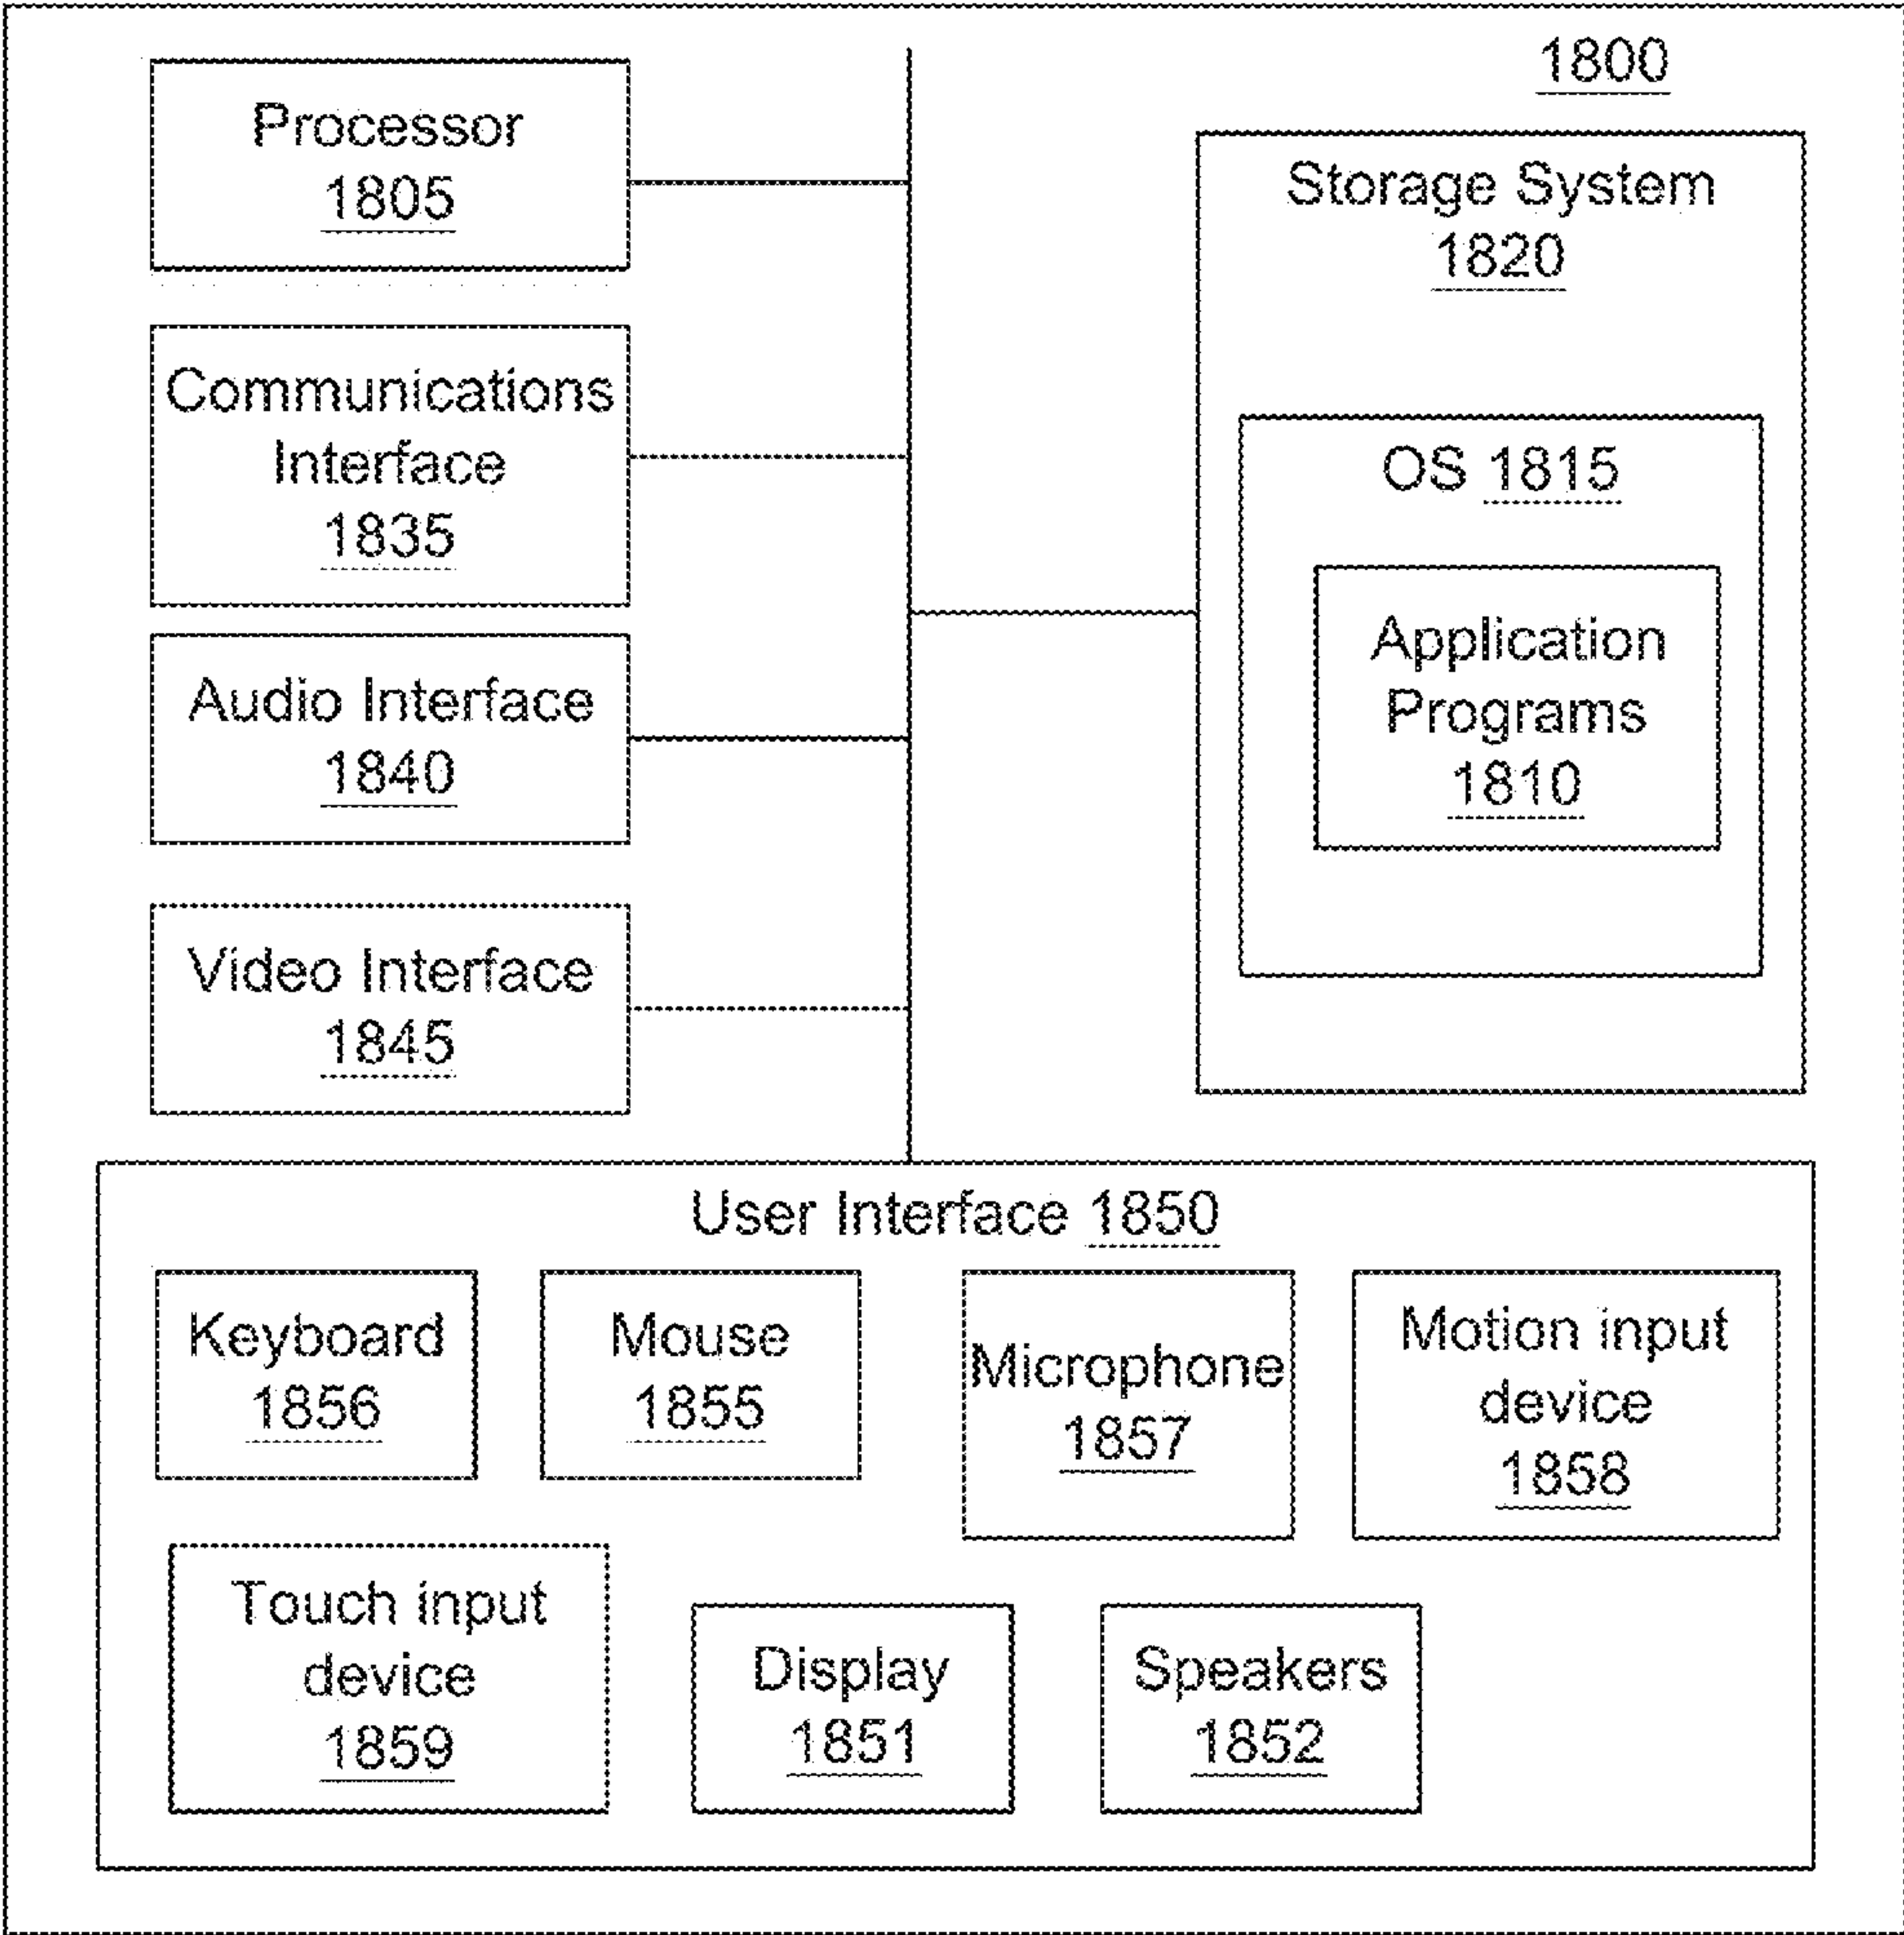 1800
Processor
1805
Communications
Interface
1835
Audio Interface
1840
Video Interface
1845
Storage System
1820
OS 1815
Application
Programs
1810
User Interface 1850
Keyboard
1856
Mouse
1855
Microphone
1857
Motion input
device
1858
Touch input
device
1859
Display
1851
Speakers
1852